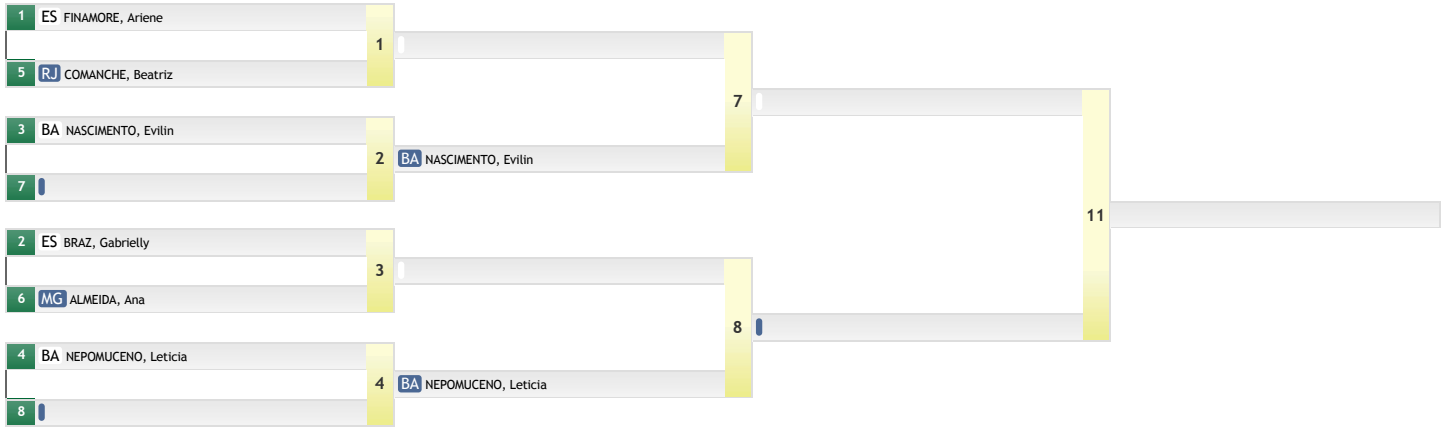 1 ES FINAMORE, Ariene
1
5 RJ COMANCHE, Beatriz
7
3 BA NASCIMENTO, Evilin
2 BA NASCIMENTO, Evilin
7
11
2 ES BRAZ, Gabrielly
3
6 MG ALMEIDA, Ana
8
4 BA NEPOMUCENO, Leticia
4 BA NEPOMUCENO, Leticia
8